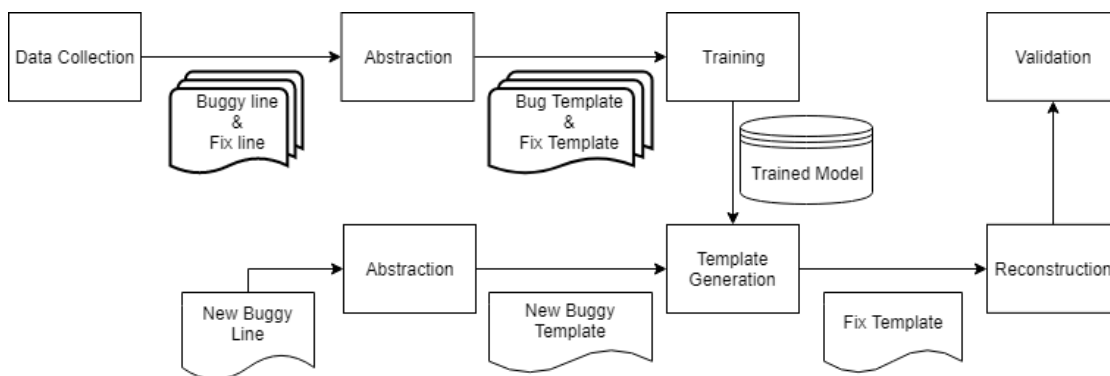 Data Collection
Abstraction
Training
Validation
Buggy line
&
Fix line
Bug Template
&
Fix Template
Trained Model
Abstraction
Template
Generation
Reconstruction
New Buggy
Line
New Buggy
Template
Fix Template